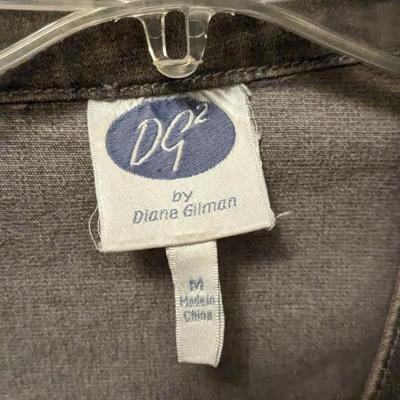 DG²
by
Diane Gilman
M
Made in
China